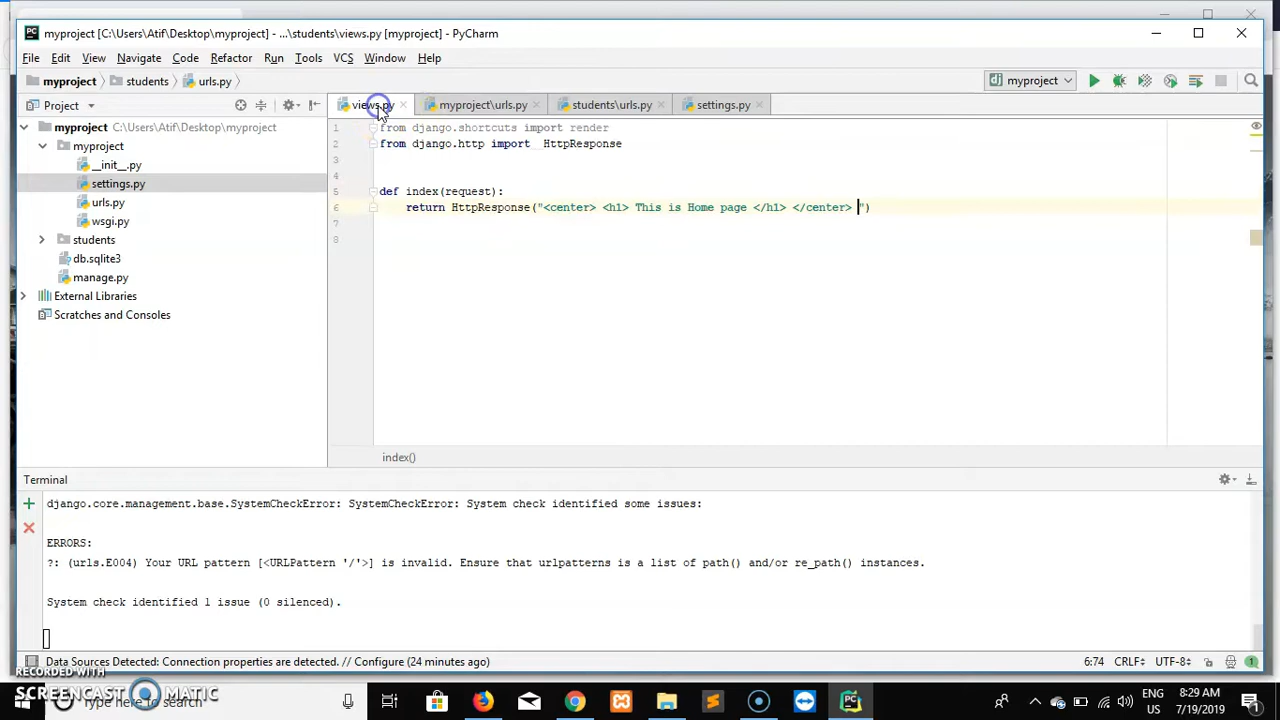 myproject [C:\Users\Atif\Desktop\myproject] - ...\students\views.py [myproject] - PyCharm
File Edit View Navigate Code Refactor Run Tools VCS Window Help
myproject students urls.py myproject
Project views.py myproject\urls.py students\urls.py settings.py
myproject C:\Users\Atif\Desktop\myproject
myproject
__init__.py
settings.py
urls.py
wsgi.py
students
db.sqlite3
manage.py
External Libraries
Scratches and Consoles
1 from django.shortcuts import render
2 from django.http import HttpResponse
3
4
5 def index(request):
6 return HttpResponse("<center> <h1> This is Home page </h1> </center> ")
7
8
index()
Terminal
django.core.management.base.SystemCheckError: SystemCheckError: System check identified some issues:
ERRORS:
?: (urls.E004) Your URL pattern [<URLPattern '/'>] is invalid. Ensure that urlpatterns is a list of path() and/or re_path() instances.
System check identified 1 issue (0 silenced).
Data Sources Detected: Connection properties are detected. // Configure (24 minutes ago) 6:74 CRLF: UTF-8: 1
RECORDED WITH
SCREENCAST MATIC
Type here to search
ENG
US
8:29 AM
7/19/2019
1